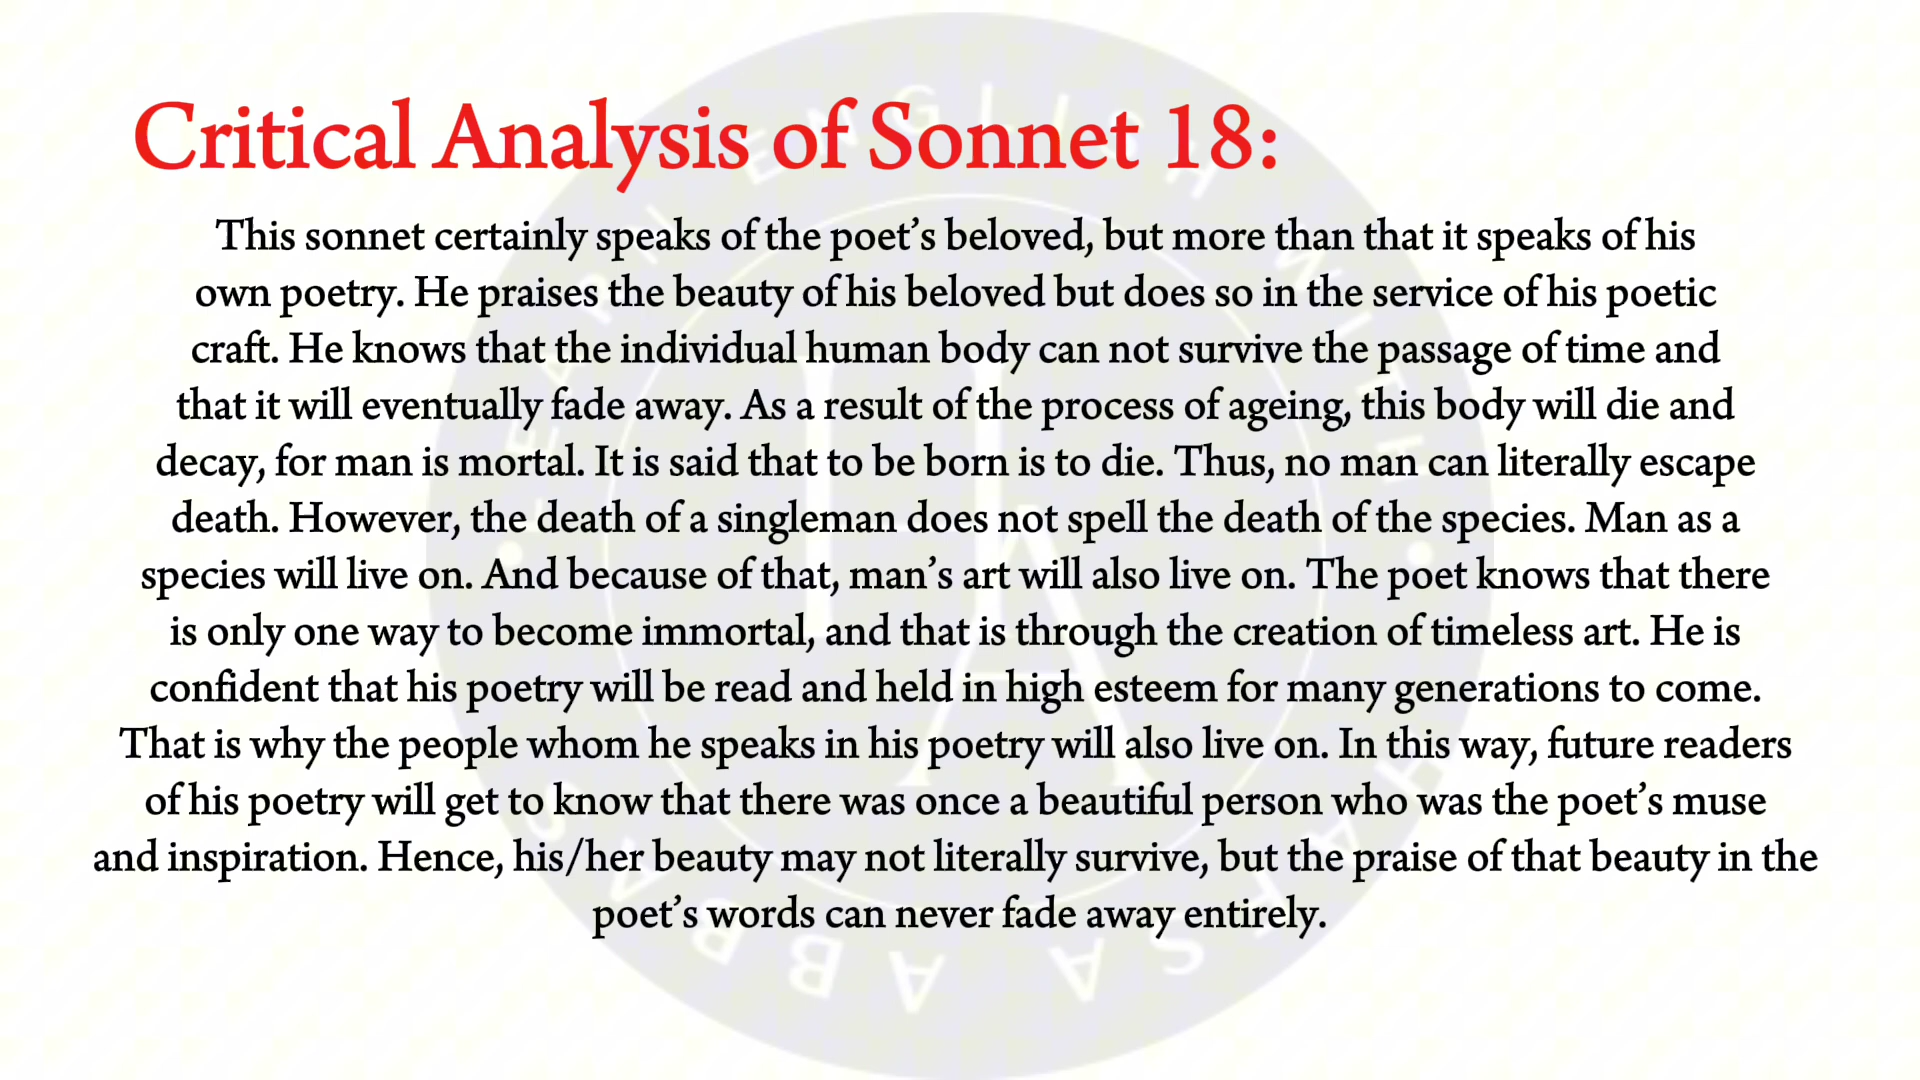 Critical Analysis of Sonnet 18:
This sonnet certainly speaks of the poet's beloved, but more than that it speaks of his
own poetry. He praises the beauty of his beloved but does so in the service of his poetic
craft. He knows that the individual human body can not survive the passage of time and
that it will eventually fade away. As a result of the process of ageing, this body will die and
decay, for man is mortal. It is said that to be born is to die. Thus, no man can literally escape
death. However, the death of a singleman does not spell the death of the species. Man as a
species will live on. And because of that, man's art will also live on. The poet knows that there
is only one way to become immortal, and that is through the creation of timeless art. He is
confident that his poetry will be read and held in high esteem for many generations to come.
That is why the people whom he speaks in his poetry will also live on. In this way, future readers
of his poetry will get to know that there was once a beautiful person who was the poet's muse
and inspiration. Hence, his/her beauty may not literally survive, but the praise of that beauty in the
poet's words can never fade away entirely.